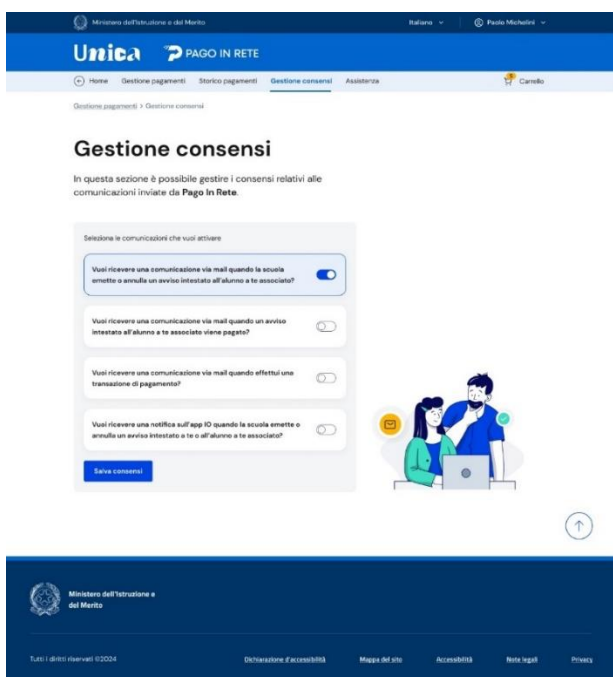 Ministero dell'Istruzione e del Merito
Italiano
Paolo Michelini
Unica
PAGO IN RETE
Home
Gestione pagamenti
Storico pagamenti
Gestione consensi
Assistenza
Carrello
Gestione pagamenti > Gestione consensi
Gestione consensi
In questa sezione è possibile gestire i consensi relativi alle
comunicazioni inviate da Pago In Rete.
Seleziona le comunicazioni che vuoi attivare
Vuoi ricevere una comunicazione via mail quando la scuola
emette o annulla un avviso intestato all'alunno a te associato?
Vuoi ricevere una comunicazione via mail quando un avviso
intestato all'alunno a te associato viene pagato?
Vuoi ricevere una comunicazione via mail quando effettui una
transazione di pagamento?
Vuoi ricevere una notifica sull'app IO quando la scuola emette o
annulla un avviso intestato a te o all'alunno a te associato?
Salva consensi
Ministero dell'Istruzione e
del Merito
Tutti i diritti riservati ©2024
Dichiarazione d'accessibilità
Mappa del sito
Accessibilità
Note legali
Privacy